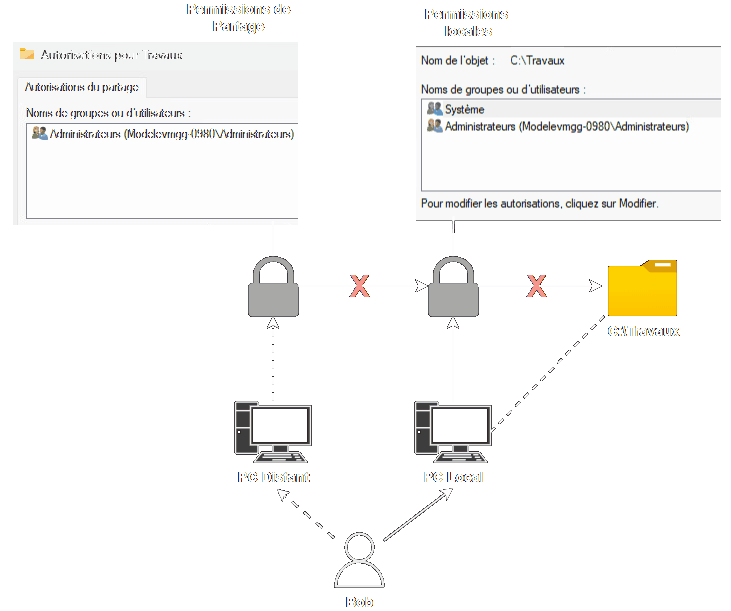 Permissions de
Partage
Permissions
locales
Autorisations pour Travaux
Autorisations du partage
Noms de groupes ou d'utilisateurs :
Administrateurs (Modelevmgg-0980\Administrateurs)
Nom de l'objet : C:\Travaux
Noms de groupes ou d'utilisateurs :
Système
Administrateurs (Modelevmgg-0980\Administrateurs)
Pour modifier les autorisations, cliquez sur Modifier.
C:\Travaux
PC Distant
PC Local
Bob